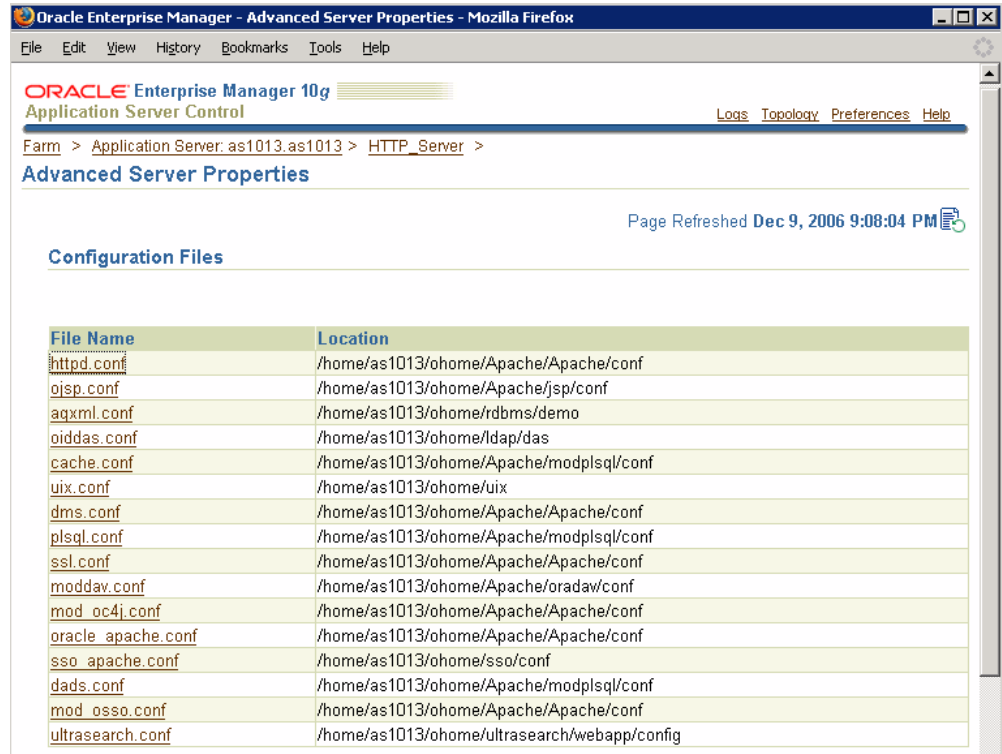 Oracle Enterprise Manager - Advanced Server Properties - Mozilla Firefox
File Edit View History Bookmarks Tools Help
ORACLE Enterprise Manager 10g
Application Server Control
Logs Topology Preferences Help
Farm > Application Server: as1013.as1013 > HTTP_Server >
Advanced Server Properties
Page Refreshed Dec 9, 2006 9:08:04 PM
Configuration Files
File Name Location
httpd.conf /home/as1013/ohome/Apache/Apache/conf
ojsp.conf /home/as1013/ohome/Apache/jsp/conf
aqxml.conf /home/as1013/ohome/rdbms/demo
oiddas.conf /home/as1013/ohome/ldap/das
cache.conf /home/as1013/ohome/Apache/modplsql/conf
uix.conf /home/as1013/ohome/uix
dms.conf /home/as1013/ohome/Apache/Apache/conf
plsql.conf /home/as1013/ohome/Apache/modplsql/conf
ssl.conf /home/as1013/ohome/Apache/Apache/conf
moddav.conf /home/as1013/ohome/Apache/oradav/conf
mod_oc4j.conf /home/as1013/ohome/Apache/Apache/conf
oracle_apache.conf /home/as1013/ohome/Apache/Apache/conf
sso_apache.conf /home/as1013/ohome/sso/conf
dads.conf /home/as1013/ohome/Apache/modplsql/conf
mod_osso.conf /home/as1013/ohome/Apache/Apache/conf
ultrasearch.conf /home/as1013/ohome/ultrasearch/webapp/config